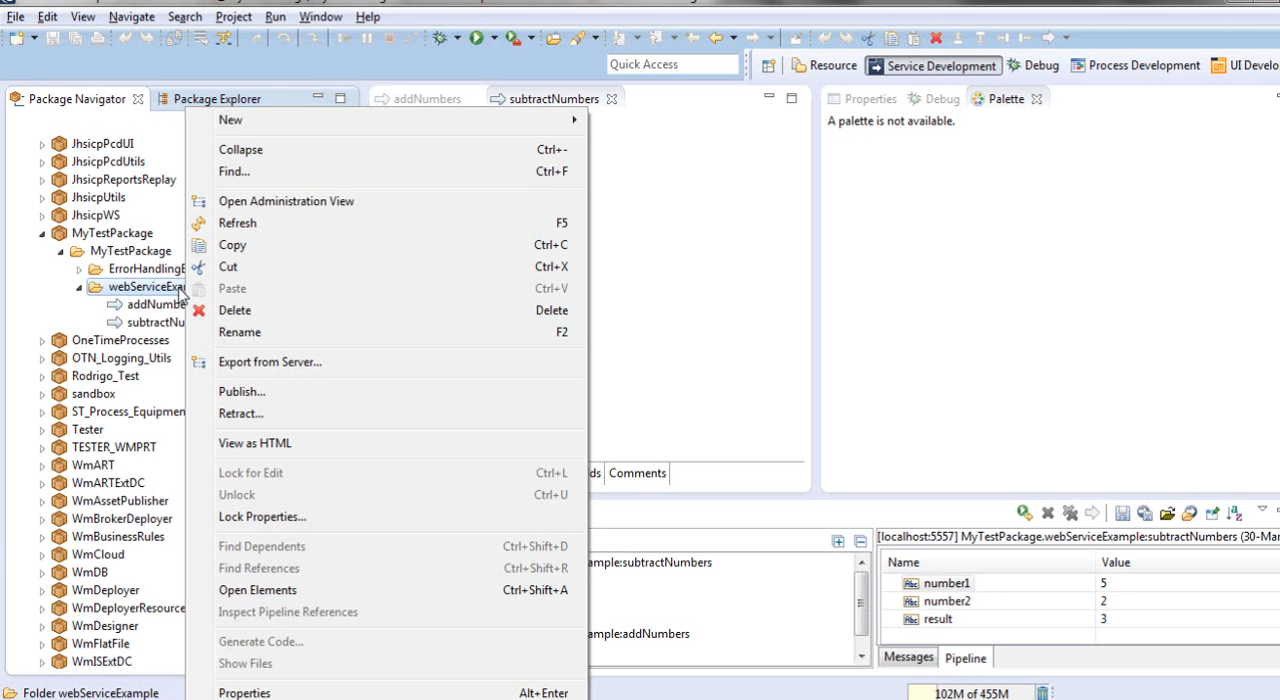 File Edit View Navigate Search Project Run Window Help
Quick Access
Resource Service Development Debug Process Development UI Develo
Package Navigator Package Explorer addNumbers subtractNumbers
Properties Debug Palette
A palette is not available.
JhsicpPcdUI
JhsicpPcdUtils
JhsicpReportsReplay
JhsicpUtils
JhsicpWS
MyTestPackage
MyTestPackage
ErrorHandlingE
webServiceExa
addNumbe
subtractNu
OneTimeProcesses
OTN_Logging_Utils
Rodrigo_Test
sandbox
ST_Process_Equipmen
Tester
TESTER_WMPRT
WmART
WmARTExtDC
WmAssetPublisher
WmBrokerDeployer
WmBusinessRules
WmCloud
WmDB
WmDeployer
WmDeployerResource
WmDesigner
WmFlatFile
WmISExtDC
New
Collapse Ctrl+-
Find... Ctrl+F
Open Administration View
Refresh F5
Copy Ctrl+C
Cut Ctrl+X
Paste Ctrl+V
Delete Delete
Rename F2
Export from Server...
Publish...
Retract...
View as HTML
Lock for Edit Ctrl+L
Unlock Ctrl+U
Lock Properties...
Find Dependents Ctrl+Shift+D
Find References Ctrl+Shift+R
Open Elements Ctrl+Shift+A
Inspect Pipeline References
Generate Code...
Show Files
Properties Alt+Enter
ds Comments
ample:subtractNumbers
ample:addNumbers
[localhost:5557] MyTestPackage.webServiceExample:subtractNumbers (30-Mar
Name Value
number1 5
number2 2
result 3
Messages Pipeline
Folder webServiceExample
102M of 455M